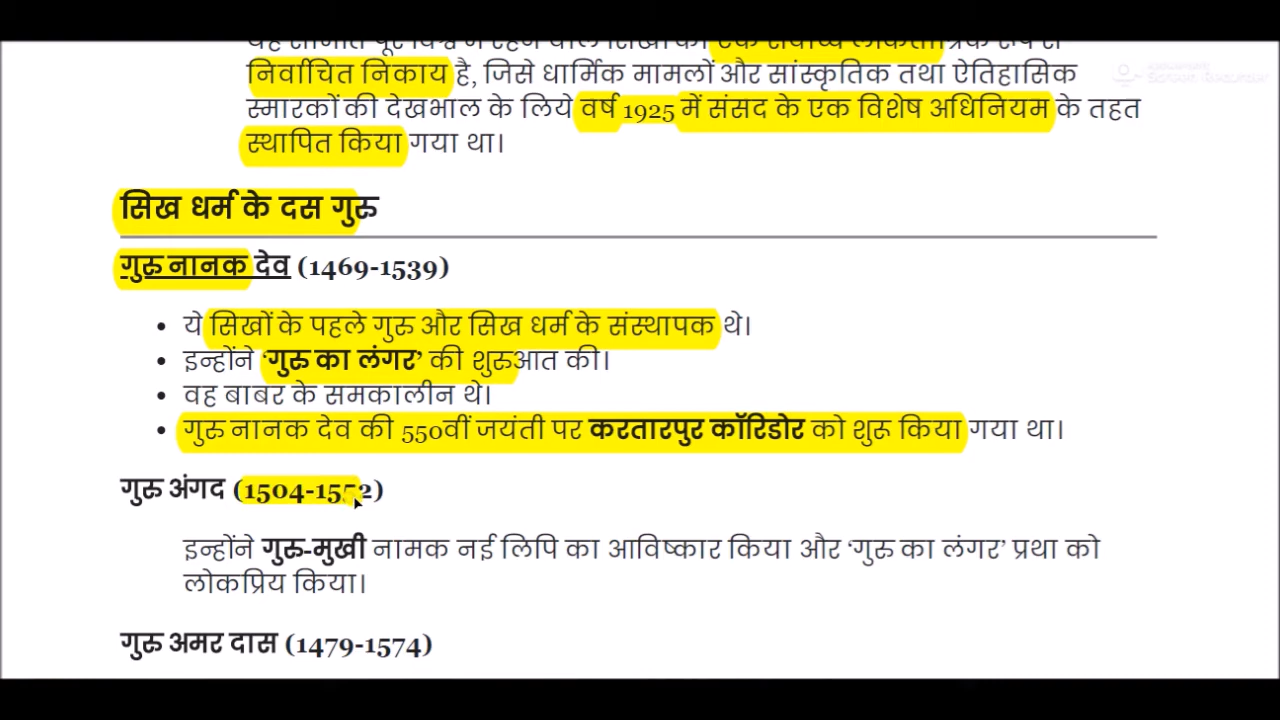 निर्वाचित निकाय है, जिसे धार्मिक मामलों और सांस्कृतिक तथा ऐतिहासिक
स्मारकों की देखभाल के लिये वर्ष 1925 में संसद के एक विशेष अधिनियम के तहत
स्थापित किया गया था।
सिख धर्म के दस गुरु
गुरु नानक देव (1469-1539)
• ये सिखों के पहले गुरु और सिख धर्म के संस्थापक थे।
• इन्होंने ‘गुरु का लंगर’ की शुरुआत की।
• वह बाबर के समकालीन थे।
• गुरु नानक देव की 550वीं जयंती पर करतारपुर कॉरिडोर को शुरू किया गया था।
गुरु अंगद (1504-1552)
इन्होंने गुरु-मुखी नामक नई लिपि का आविष्कार किया और ‘गुरु का लंगर’ प्रथा को
लोकप्रिय किया।
गुरु अमर दास (1479-1574)